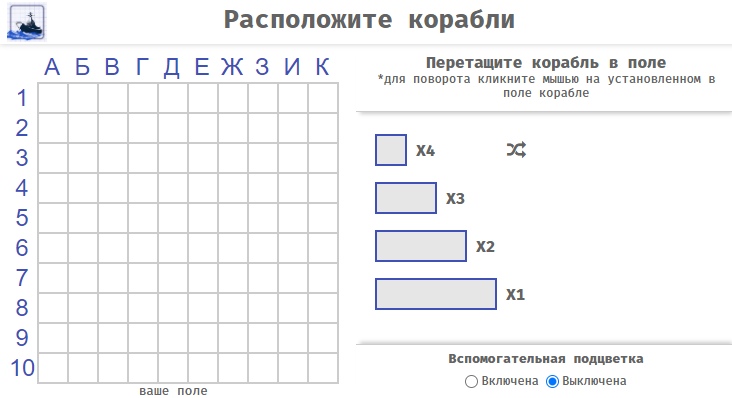 Расположите корабли
А Б В Г Д Е Ж З И К
1
2
3
4
5
6
7
8
9
10
ваше поле
Перетащите корабль в поле
*для поворота кликните мышью на установленном в
поле корабле
X4
X3
X2
X1
Вспомогательная подцветка
Включена Выключена